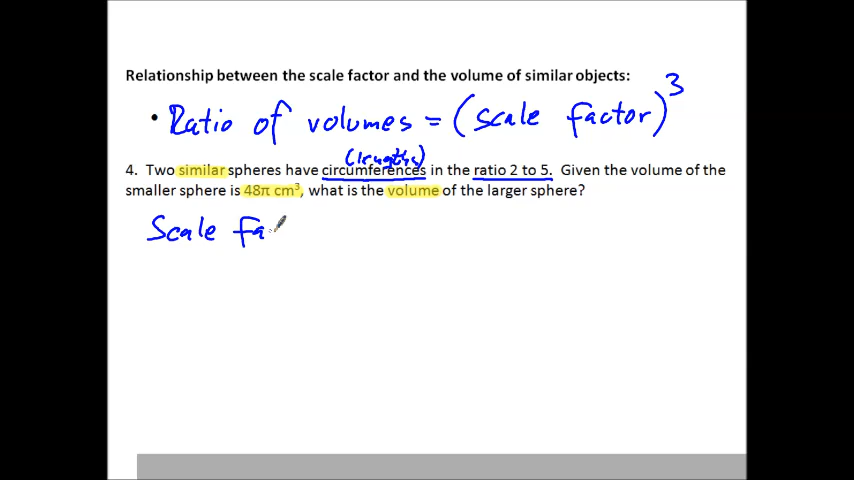 Relationship between the scale factor and the volume of similar objects:
• Ratio of volumes = (scale factor)³
(lengths)
4. Two similar spheres have circumferences in the ratio 2 to 5. Given the volume of the
smaller sphere is 48π cm³, what is the volume of the larger sphere?
Scale fa